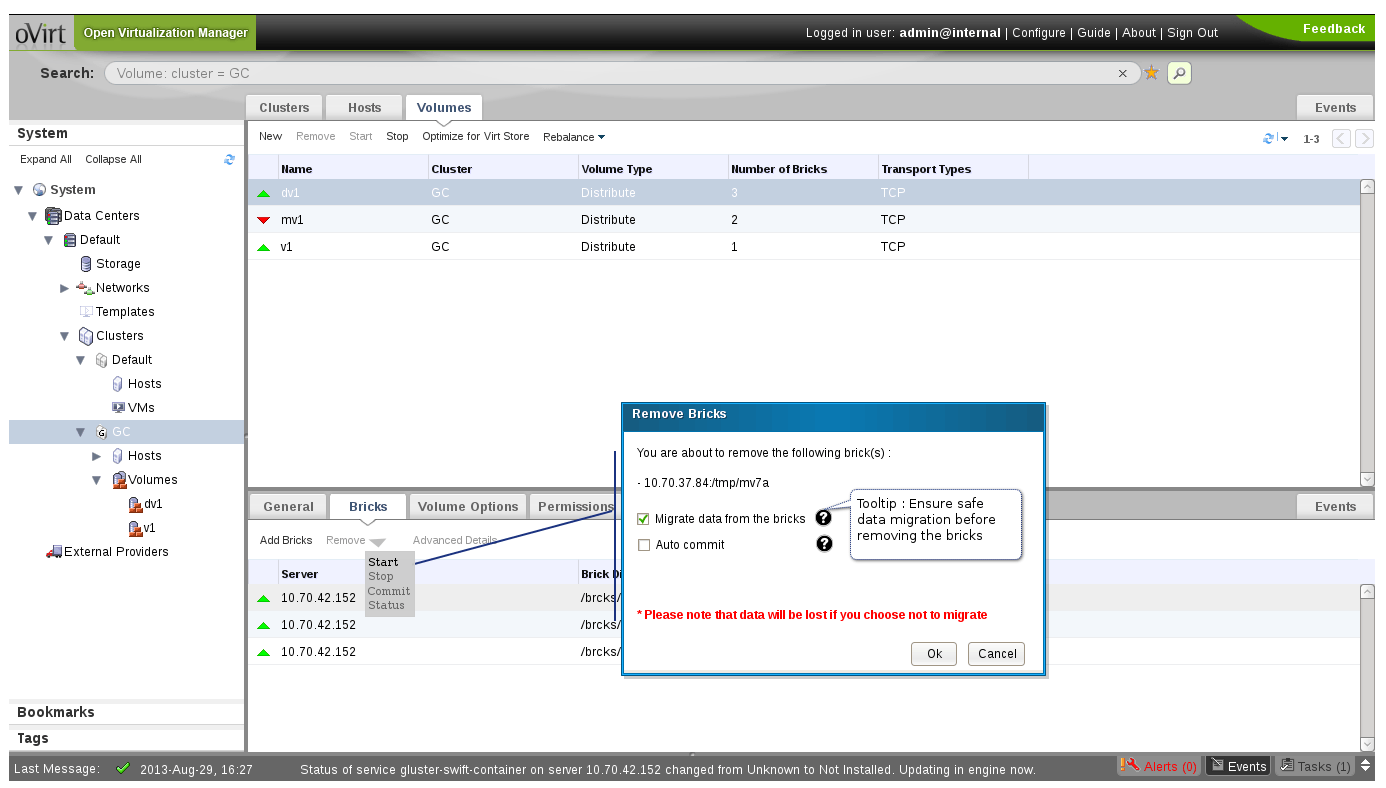 oVirt Open Virtualization Manager
Logged in user: admin@internal | Configure | Guide | About | Sign Out
Feedback
Search: Volume: cluster = GC
Clusters Hosts Volumes Events
System
New Remove Start Stop Optimize for Virt Store Rebalance
1-3
Expand All Collapse All
Name Cluster Volume Type Number of Bricks Transport Types
dv1 GC Distribute 3 TCP
mv1 GC Distribute 2 TCP
v1 GC Distribute 1 TCP
System
Data Centers
Default
Storage
Networks
Templates
Clusters
Default
Hosts
VMs
GC
Hosts
Volumes
dv1
v1
External Providers
Bookmarks
Tags
General Bricks Volume Options Permissions Events
Add Bricks Remove Advanced Details
Start
Stop
Commit
Status
Server Brick Di
10.70.42.152 /brcks/
10.70.42.152 /brcks/
10.70.42.152 /brcks/
Remove Bricks
You are about to remove the following brick(s) :
- 10.70.37.84:/tmp/mv7a
Migrate data from the bricks ?
Auto commit ?
Tooltip : Ensure safe
data migration before
removing the bricks
* Please note that data will be lost if you choose not to migrate
Ok Cancel
Last Message: 2013-Aug-29, 16:27 Status of service gluster-swift-container on server 10.70.42.152 changed from Unknown to Not Installed. Updating in engine now.
Alerts (0) Events Tasks (1)